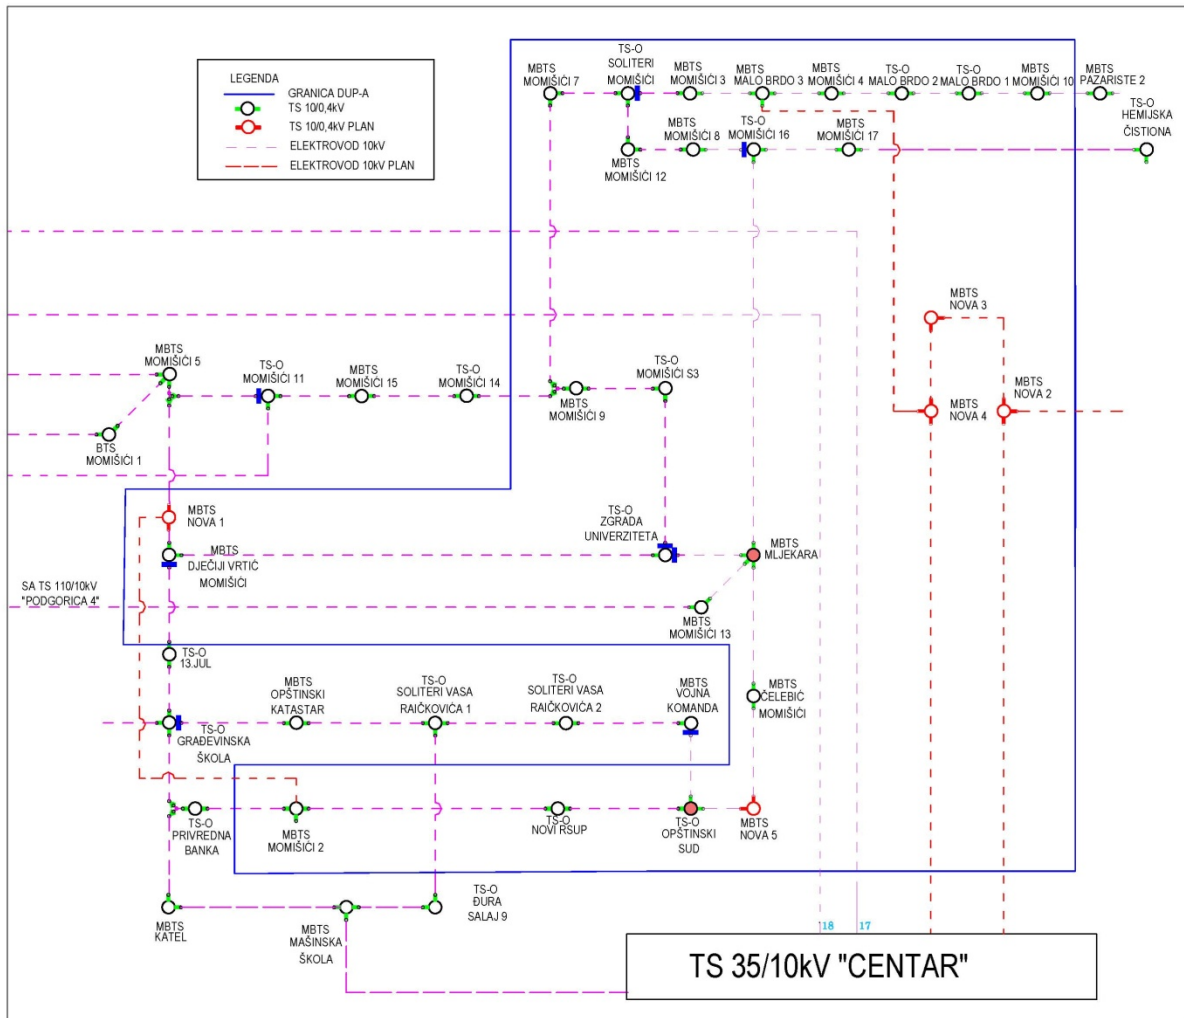 LEGENDA
GRANICA DUP-A
TS 10/0,4kV
TS 10/0,4kV PLAN
ELEKTROVOD 10kV
ELEKTROVOD 10kV PLAN
MBTS
MOMIŠIĆI 7
TS-O
SOLITERI
MOMIŠIĆI
MBTS
MOMIŠIĆI 3
MBTS
MALO BRDO 3
MBTS
MOMIŠIĆI 4
TS-O
MALO BRDO 2
TS-O
MALO BRDO 1
MBTS
MOMIŠIĆI 10
MBTS
PAZARISTE 2
TS-O
HEMIJSKA
ČISTIONA
MBTS
MOMIŠIĆI 12
MBTS
MOMIŠIĆI 8
TS-O
MOMIŠIĆI 16
MBTS
MOMIŠIĆI 17
MBTS
NOVA 3
MBTS
MOMIŠIĆI 5
TS-O
MOMIŠIĆI 11
MBTS
MOMIŠIĆI 15
TS-O
MOMIŠIĆI 14
MBTS
MOMIŠIĆI 9
TS-O
MOMIŠIĆI S3
MBTS
NOVA 4
MBTS
NOVA 2
BTS
MOMIŠIĆI 1
MBTS
NOVA 1
MBTS
DJEČIJI VRTIĆ
MOMIŠIĆI
TS-O
ZGRADA
UNIVERZITETA
MBTS
MLJEKARA
SA TS 110/10kV
"PODGORICA 4"
MBTS
MOMIŠIĆI 13
TS-O
13.JUL
TS-O
GRAĐEVINSKA
ŠKOLA
MBTS
OPŠTINSKI
KATASTAR
TS-O
SOLITERI VASA
RAIČKOVIĆA 1
TS-O
SOLITERI VASA
RAIČKOVIĆA 2
MBTS
VOJNA
KOMANDA
MBTS
ČELEBIĆ
MOMIŠIĆI
TS-O
PRIVREDNA
BANKA
MBTS
MOMIŠIĆI 2
TS-O
NOVI RSUP
TS-O
OPŠTINSKI
SUD
MBTS
NOVA 5
MBTS
KATEL
MBTS
MAŠINSKA
ŠKOLA
TS-O
ĐURA
SALAJ 9
18
17
TS 35/10kV "CENTAR"